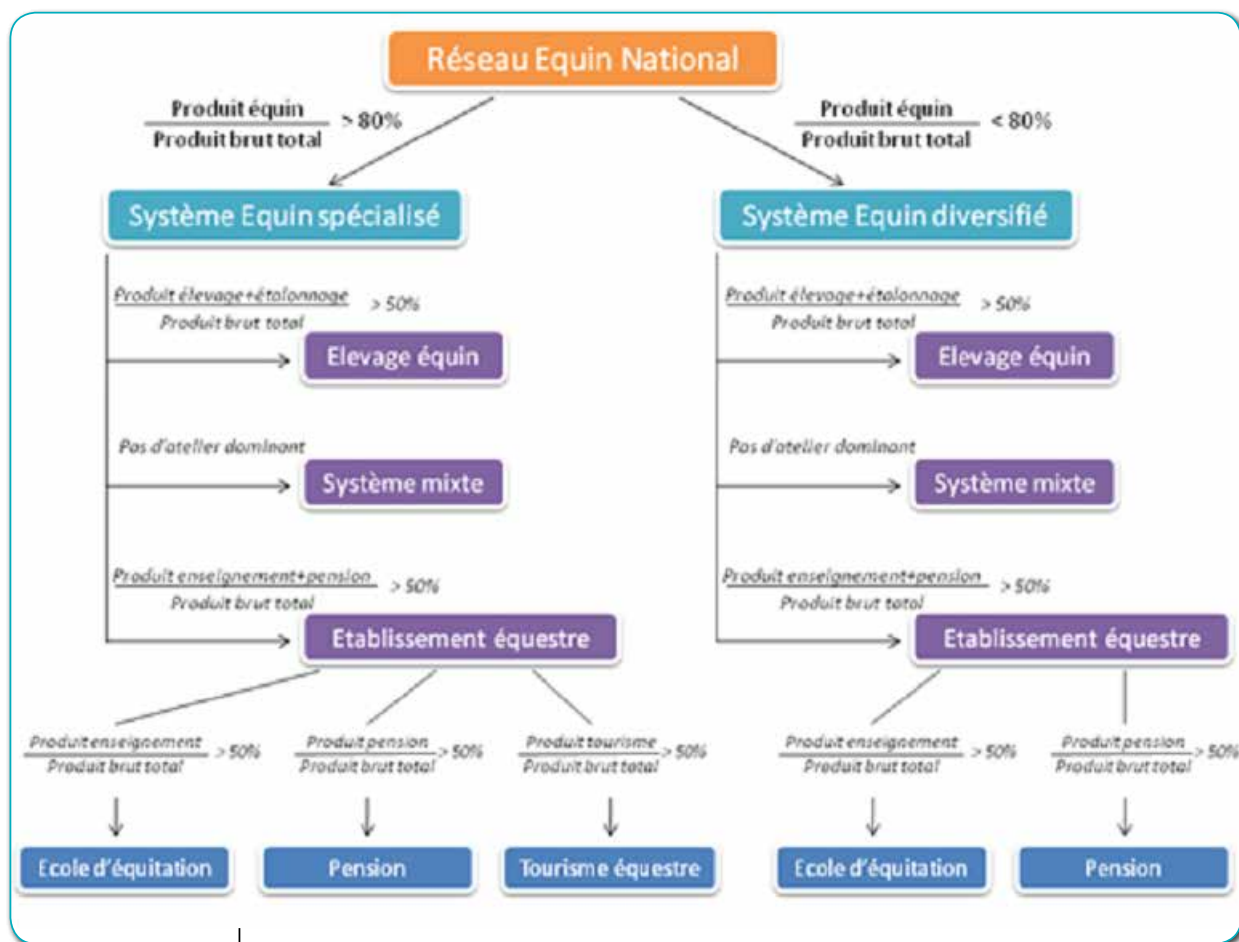 Réseau Equin National
Produit équin
Produit brut total
> 80%
Produit équin
Produit brut total
< 80%
Système Equin spécialisé
Système Equin diversifié
Produit élevage+étalonnage
Produit brut total
> 50%
Elevage équin
Pas d'atelier dominant
Système mixte
Produit enseignement+pension
Produit brut total
> 50%
Etablissement équestre
Produit élevage+étalonnage
Produit brut total
> 50%
Elevage équin
Pas d'atelier dominant
Système mixte
Produit enseignement+pension
Produit brut total
> 50%
Etablissement équestre
Produit enseignement
Produit brut total
> 50%
Produit pension
Produit brut total
> 50%
Produit tourisme
Produit brut total
> 50%
Produit enseignement
Produit brut total
> 50%
Produit pension
Produit brut total
> 50%
Ecole d'équitation
Pension
Tourisme équestre
Ecole d'équitation
Pension